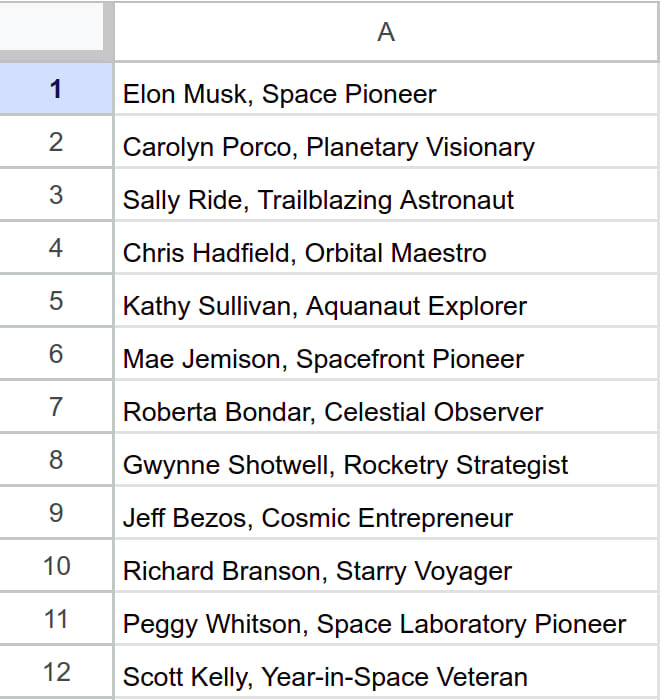 A
1 Elon Musk, Space Pioneer
2 Carolyn Porco, Planetary Visionary
3 Sally Ride, Trailblazing Astronaut
4 Chris Hadfield, Orbital Maestro
5 Kathy Sullivan, Aquanaut Explorer
6 Mae Jemison, Spacefront Pioneer
7 Roberta Bondar, Celestial Observer
8 Gwynne Shotwell, Rocketry Strategist
9 Jeff Bezos, Cosmic Entrepreneur
10 Richard Branson, Starry Voyager
11 Peggy Whitson, Space Laboratory Pioneer
12 Scott Kelly, Year-in-Space Veteran